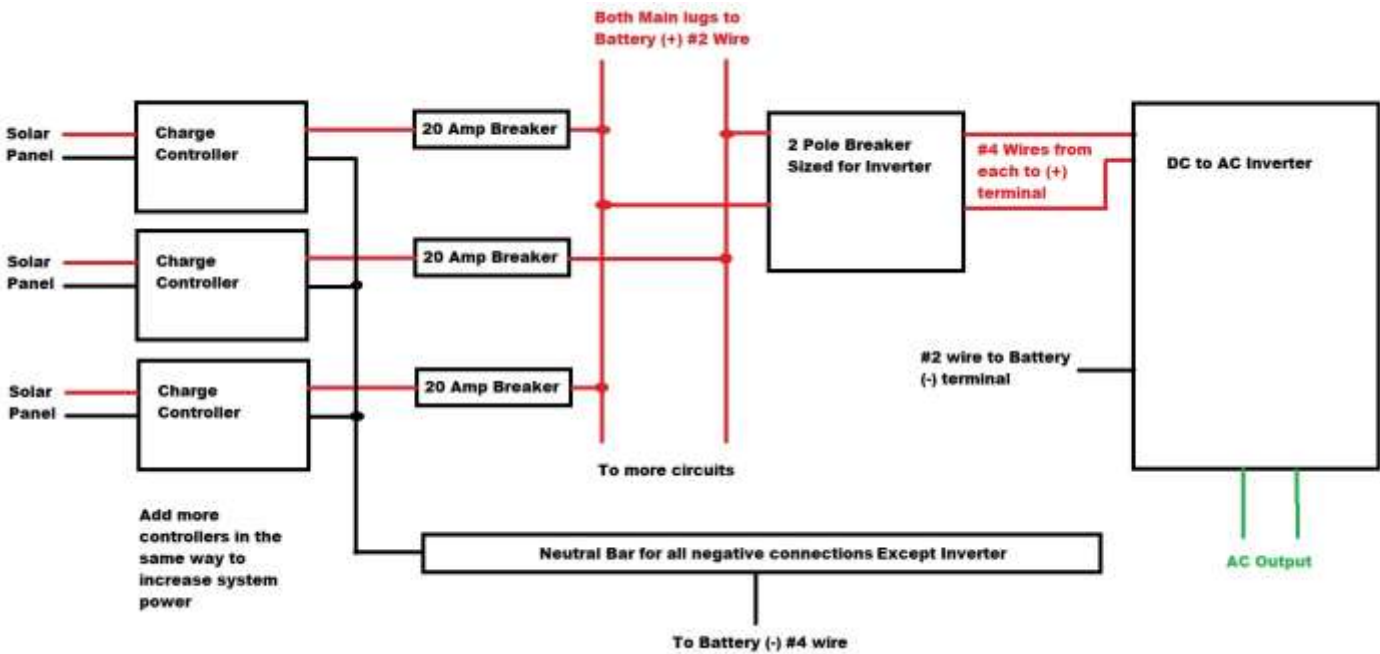 Both Main lugs to
Battery (+) #2 Wire
Solar
Panel
Charge
Controller
20 Amp Breaker
2 Pole Breaker
Sized for Inverter
#4 Wires from
each to (+)
terminal
DC to AC Inverter
Solar
Panel
Charge
Controller
20 Amp Breaker
#2 wire to Battery
(-) terminal
Solar
Panel
Charge
Controller
20 Amp Breaker
To more circuits
Add more
controllers in the
same way to
increase system
power
Neutral Bar for all negative connections Except Inverter
AC Output
To Battery (-) #4 wire